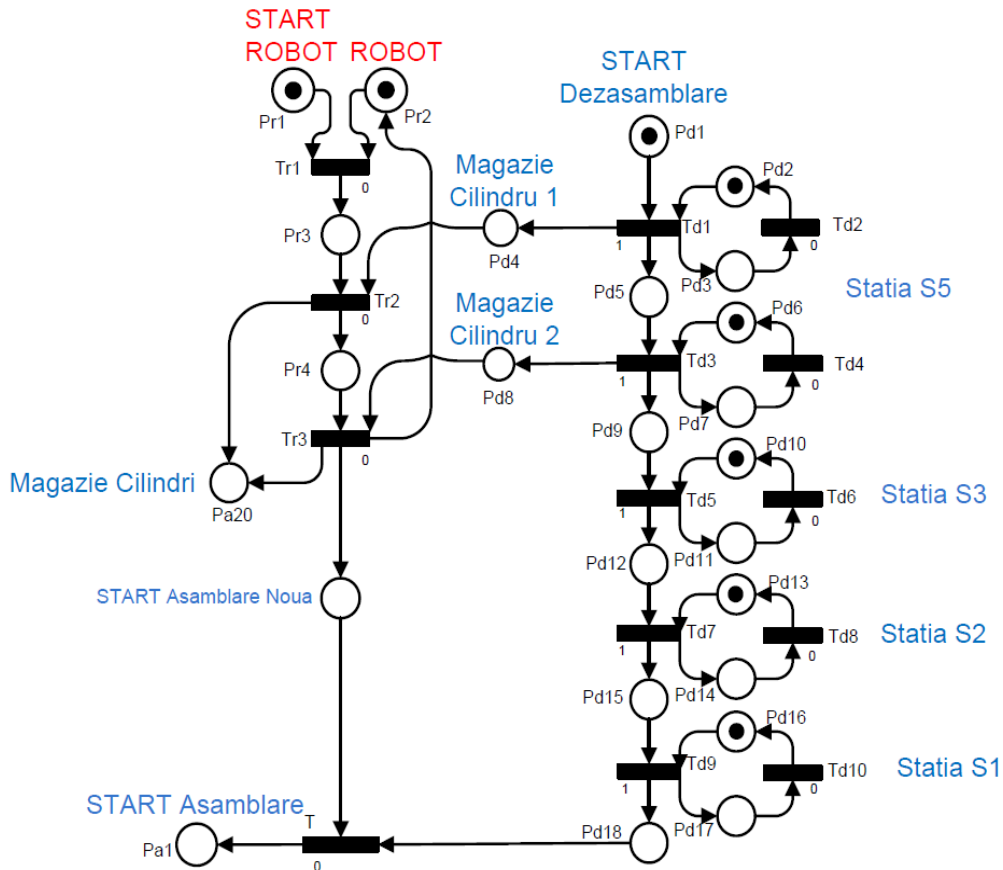 START
ROBOT ROBOT
START
Dezasamblare
Pr1
Pr2
Pd1
Tr1
0
Magazie
Cilindru 1
Pd2
Td1
1
Td2
0
Pr3
Pd4
Pd5
Pd3
Statia S5
Tr2
0
Magazie
Cilindru 2
Pd6
Td3
1
Td4
0
Pr4
Pd8
Pd7
Pd9
Tr3
0
Magazie Cilindri
Pa20
Pd10
Td5
1
Td6
0
Statia S3
Pd12
Pd11
START Asamblare Noua
Pd13
Td7
1
Td8
0
Statia S2
Pd15
Pd14
Pd16
Td9
1
Td10
0
Statia S1
START Asamblare
T
0
Pa1
Pd18
Pd17